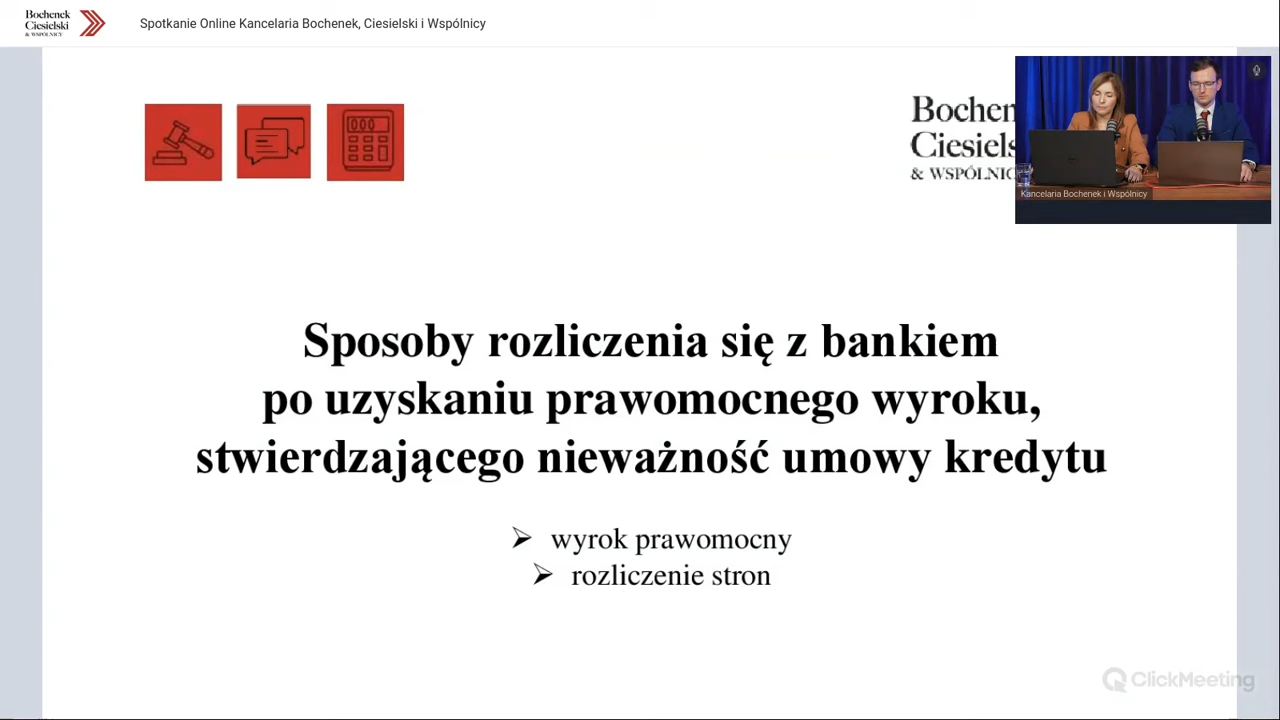 Bochenek
Ciesielski
& WSPÓLNICY
Spotkanie Online Kancelaria Bochenek, Ciesielski i Wspólnicy
Bochen
Ciesiels
& WSPÓLNIC
Kancelaria Bochenek i Wspólnicy
Sposoby rozliczenia się z bankiem
po uzyskaniu prawomocnego wyroku,
stwierdzającego nieważność umowy kredytu
➢ wyrok prawomocny
➢ rozliczenie stron
ClickMeeting